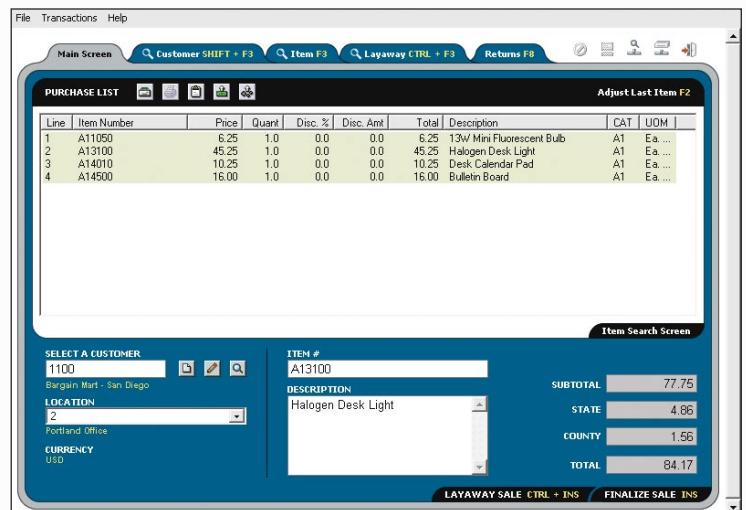 File Transactions Help
Main Screen Customer SHIFT + F3 Item F3 Layaway CTRL + F3 Returns F8
PURCHASE LIST Adjust Last Item F2
Line Item Number Price Quant Disc. % Disc. Amt Total Description CAT UOM
1 A11050 6.25 1.0 0.0 0.0 6.25 13W Mini Fluorescent Bulb A1 Ea. ...
2 A13100 45.25 1.0 0.0 0.0 45.25 Halogen Desk Light A1 Ea. ...
3 A14010 10.25 1.0 0.0 0.0 10.25 Desk Calendar Pad A1 Ea. ...
4 A14500 16.00 1.0 0.0 0.0 16.00 Bulletin Board A1 Ea. ...
Item Search Screen
SELECT A CUSTOMER
1100
Bargain Mart - San Diego
LOCATION
2
Portland Office
CURRENCY
USD
ITEM #
A13100
DESCRIPTION
Halogen Desk Light
SUBTOTAL 77.75
STATE 4.86
COUNTY 1.56
TOTAL 84.17
LAYAWAY SALE CTRL + INS FINALIZE SALE INS